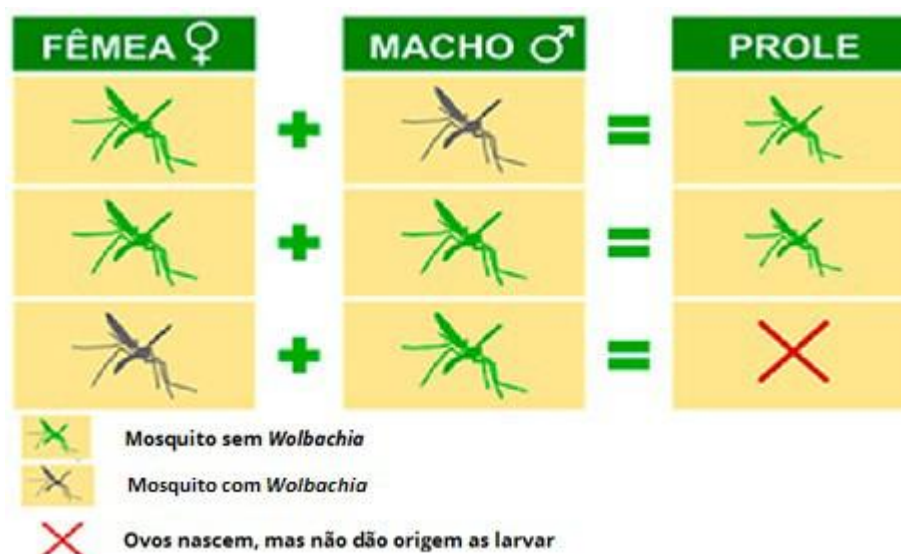 FÊMEA ♀ MACHO ♂ PROLE
+ =
+ =
+ =
Mosquito sem Wolbachia
Mosquito com Wolbachia
Ovos nascem, mas não dão origem as larvar